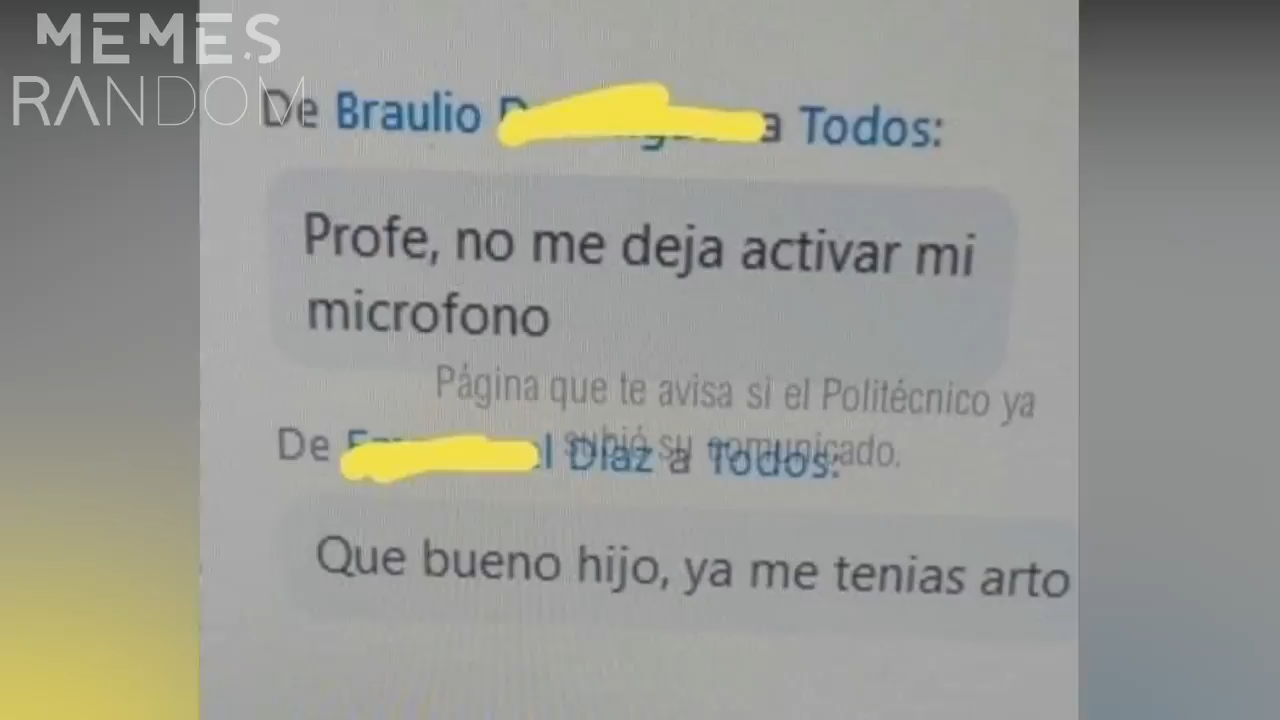 MEMES
RANDOM
De Braulio a Todos:
Profe, no me deja activar mi
microfono
Página que te avisa si el Politécnico ya
subió su comunicado.
De Díaz a Todos:
Que bueno hijo, ya me tenias arto